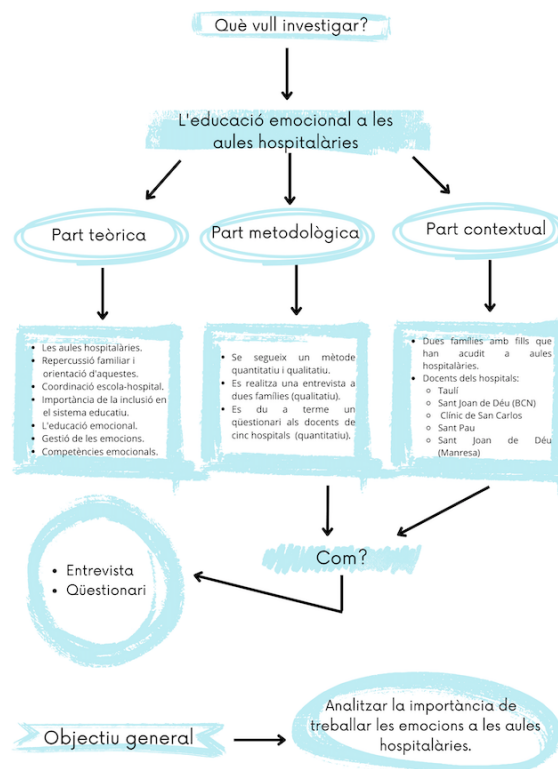 Què vull investigar?
L'educació emocional a les
aules hospitalàries
Part teòrica
Part metodològica
Part contextual
Les aules hospitalàries.
Repercussió familiar i
orientació d'aquestes.
Coordinació escola-hospital.
Importància de la inclusió en
el sistema educatiu.
L'educació emocional.
Gestió de les emocions.
Competències emocionals.
Se segueix un mètode
quantitatiu i qualitatiu.
Es realitza una entrevista a
dues famílies (qualitatiu).
Es du a terme un
qüestionari als docents de
cinc hospitals (quantitatiu).
Dues famílies amb fills que
han acudit a aules
hospitalàries.
Docents dels hospitals:
Taulí
Sant Joan de Déu (BCN)
Clínic de San Carlos
Sant Pau
Sant Joan de Déu
(Manresa)
Com?
Entrevista
Qüestionari
Objectiu general
Analitzar la importància de
treballar les emocions a les aules
hospitalàries.